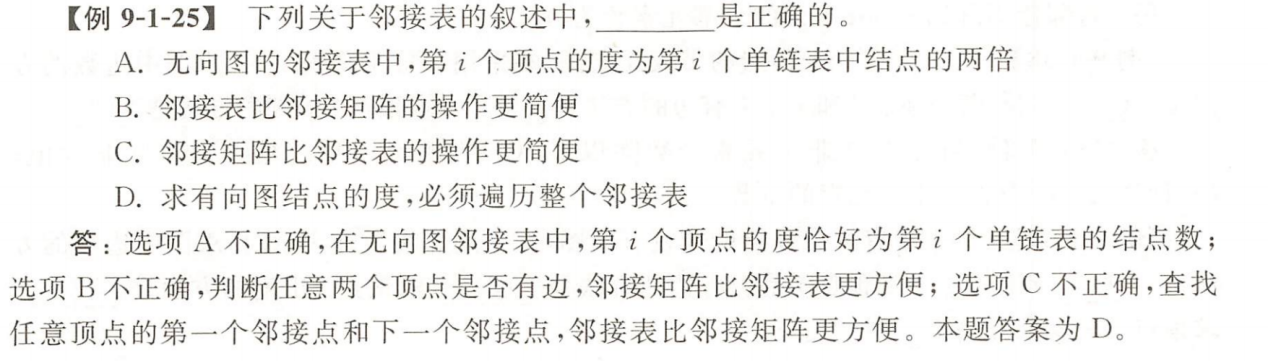 【例 9-1-25】 下列关于邻接表的叙述中,________是正确的。
A. 无向图的邻接表中,第 i 个顶点的度为第 i 个单链表中结点的两倍
B. 邻接表比邻接矩阵的操作更简便
C. 邻接矩阵比邻接表的操作更简便
D. 求有向图结点的度,必须遍历整个邻接表
答:选项 A 不正确,在无向图邻接表中,第 i 个顶点的度恰好为第 i 个单链表的结点数;
选项 B 不正确,判断任意两个顶点是否有边,邻接矩阵比邻接表更方便;选项 C 不正确,查找
任意顶点的第一个邻接点和下一个邻接点,邻接表比邻接矩阵更方便。本题答案为 D。